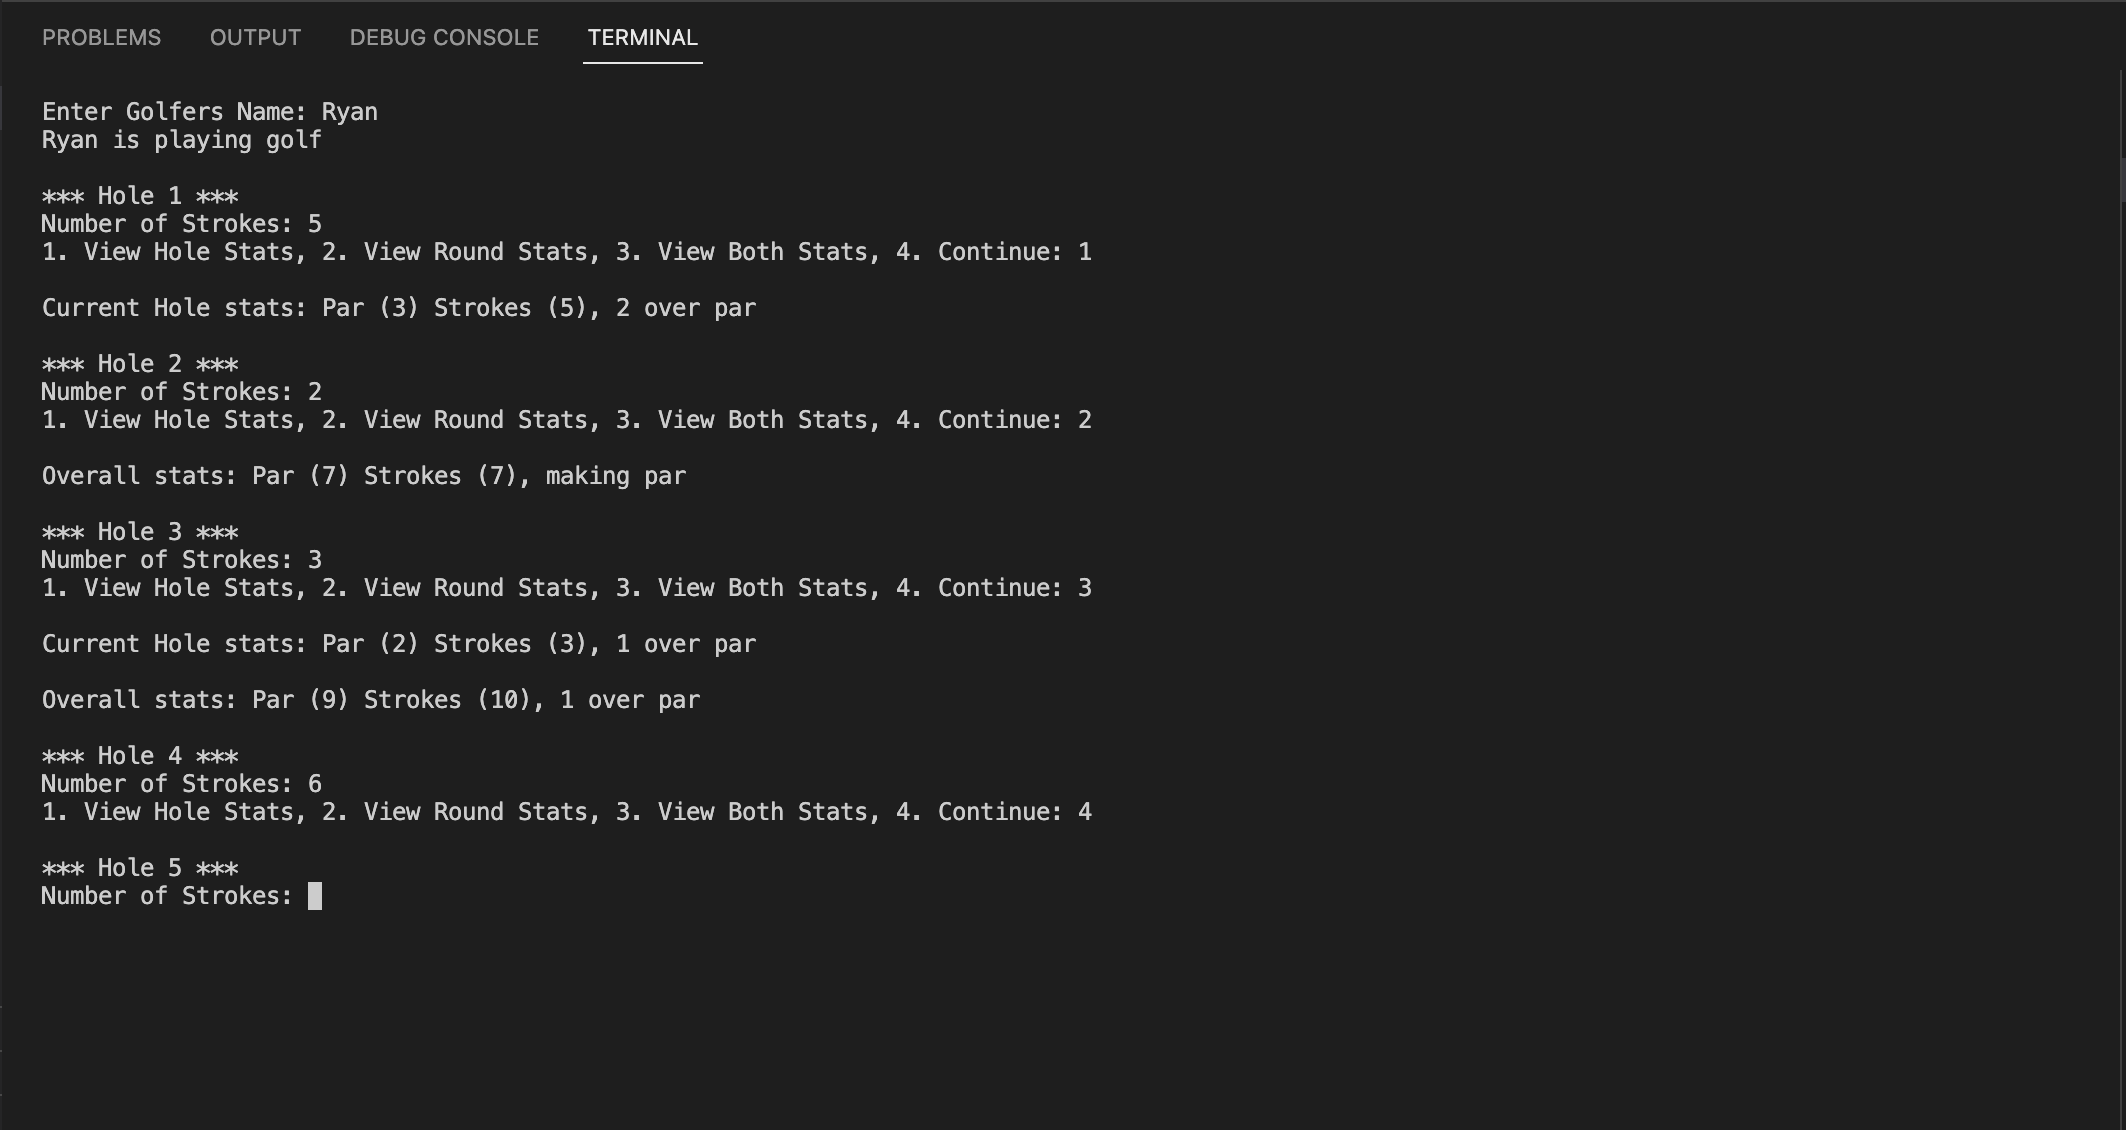 PROBLEMS OUTPUT DEBUG CONSOLE TERMINAL
Enter Golfers Name: Ryan
Ryan is playing golf
*** Hole 1 ***
Number of Strokes: 5
1. View Hole Stats, 2. View Round Stats, 3. View Both Stats, 4. Continue: 1
Current Hole stats: Par (3) Strokes (5), 2 over par
*** Hole 2 ***
Number of Strokes: 2
1. View Hole Stats, 2. View Round Stats, 3. View Both Stats, 4. Continue: 2
Overall stats: Par (7) Strokes (7), making par
*** Hole 3 ***
Number of Strokes: 3
1. View Hole Stats, 2. View Round Stats, 3. View Both Stats, 4. Continue: 3
Current Hole stats: Par (2) Strokes (3), 1 over par
Overall stats: Par (9) Strokes (10), 1 over par
*** Hole 4 ***
Number of Strokes: 6
1. View Hole Stats, 2. View Round Stats, 3. View Both Stats, 4. Continue: 4
*** Hole 5 ***
Number of Strokes: